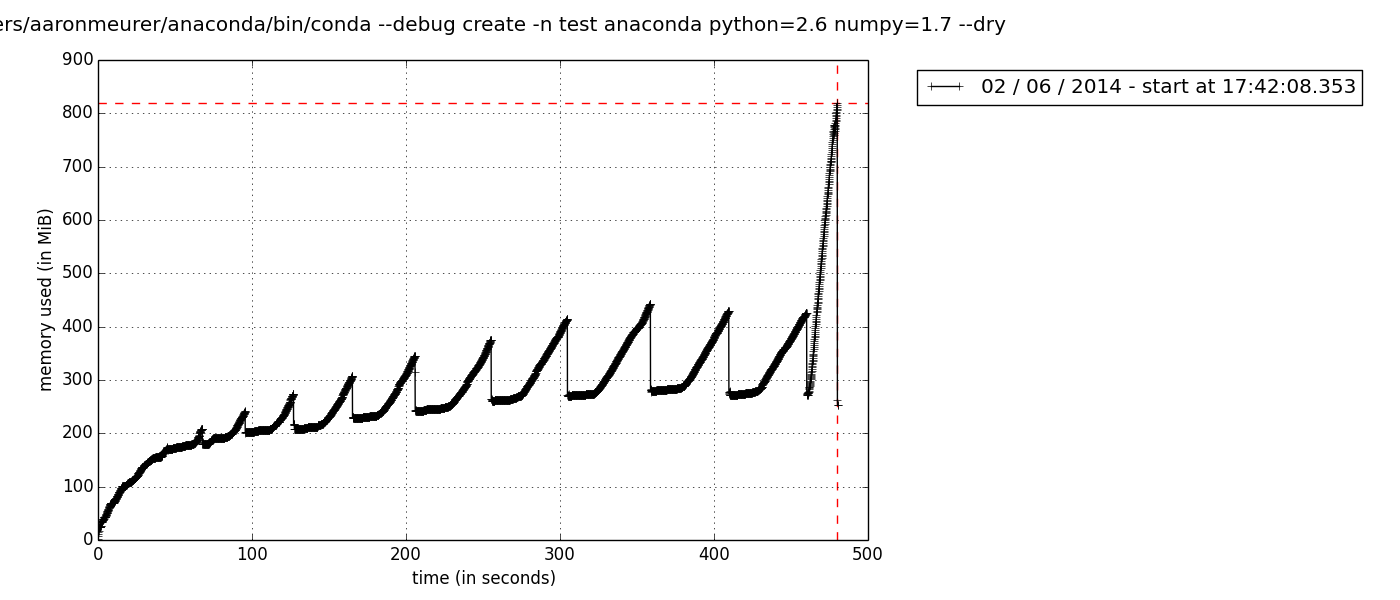 ers/aaronmeurer/anaconda/bin/conda --debug create -n test anaconda python=2.6 numpy=1.7 --dry
02 / 06 / 2014 - start at 17:42:08.353
memory used (in MiB)
900
800
700
600
500
400
300
200
100
0
0 100 200 300 400 500
time (in seconds)